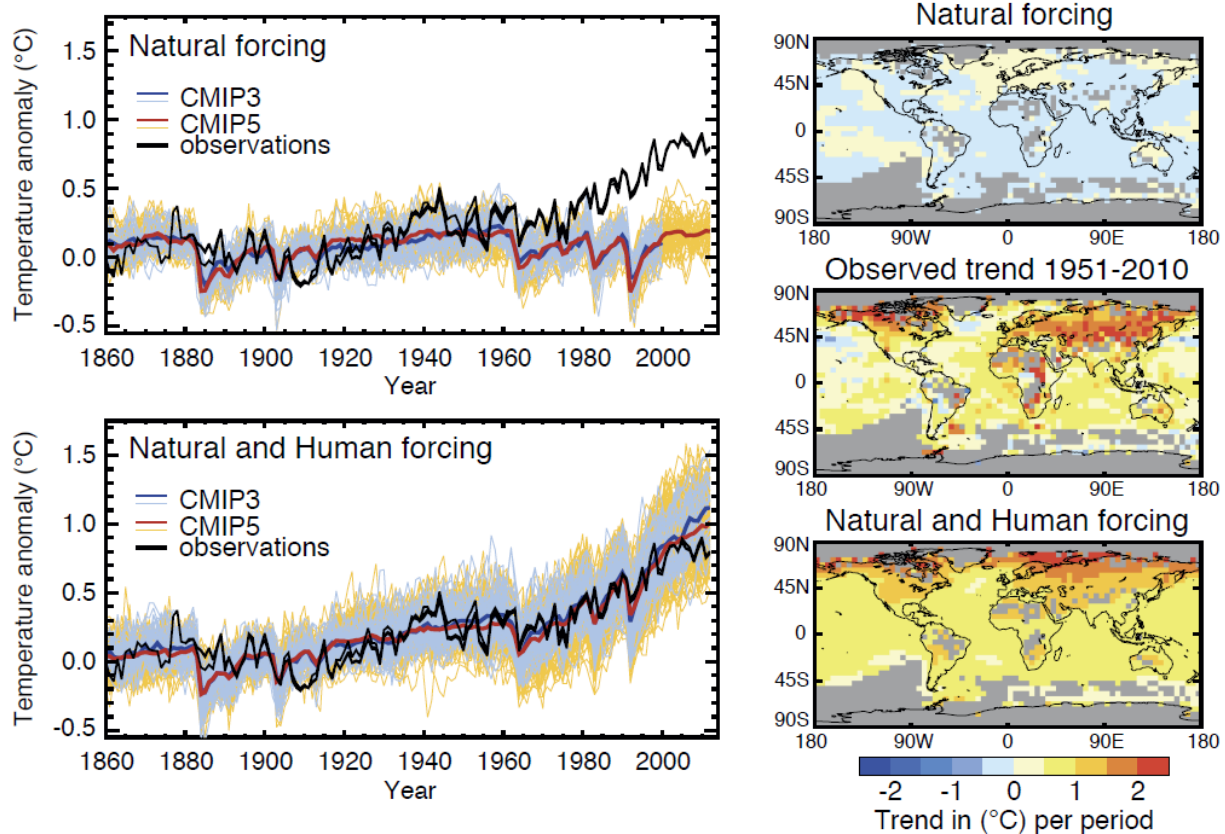 Natural forcing
CMIP3
CMIP5
observations
Temperature anomaly (°C)
1.5
1.0
0.5
0.0
-0.5
1860 1880 1900 1920 1940 1960 1980 2000
Year
Natural and Human forcing
CMIP3
CMIP5
observations
Temperature anomaly (°C)
1.5
1.0
0.5
0.0
-0.5
1860 1880 1900 1920 1940 1960 1980 2000
Year
Natural forcing
90N
45N
0
45S
90S
180 90W 0 90E 180
Observed trend 1951-2010
90N
45N
0
45S
90S
180 90W 0 90E 180
Natural and Human forcing
90N
45N
0
45S
90S
180 90W 0 90E 180
-2 -1 0 1 2
Trend in (°C) per period